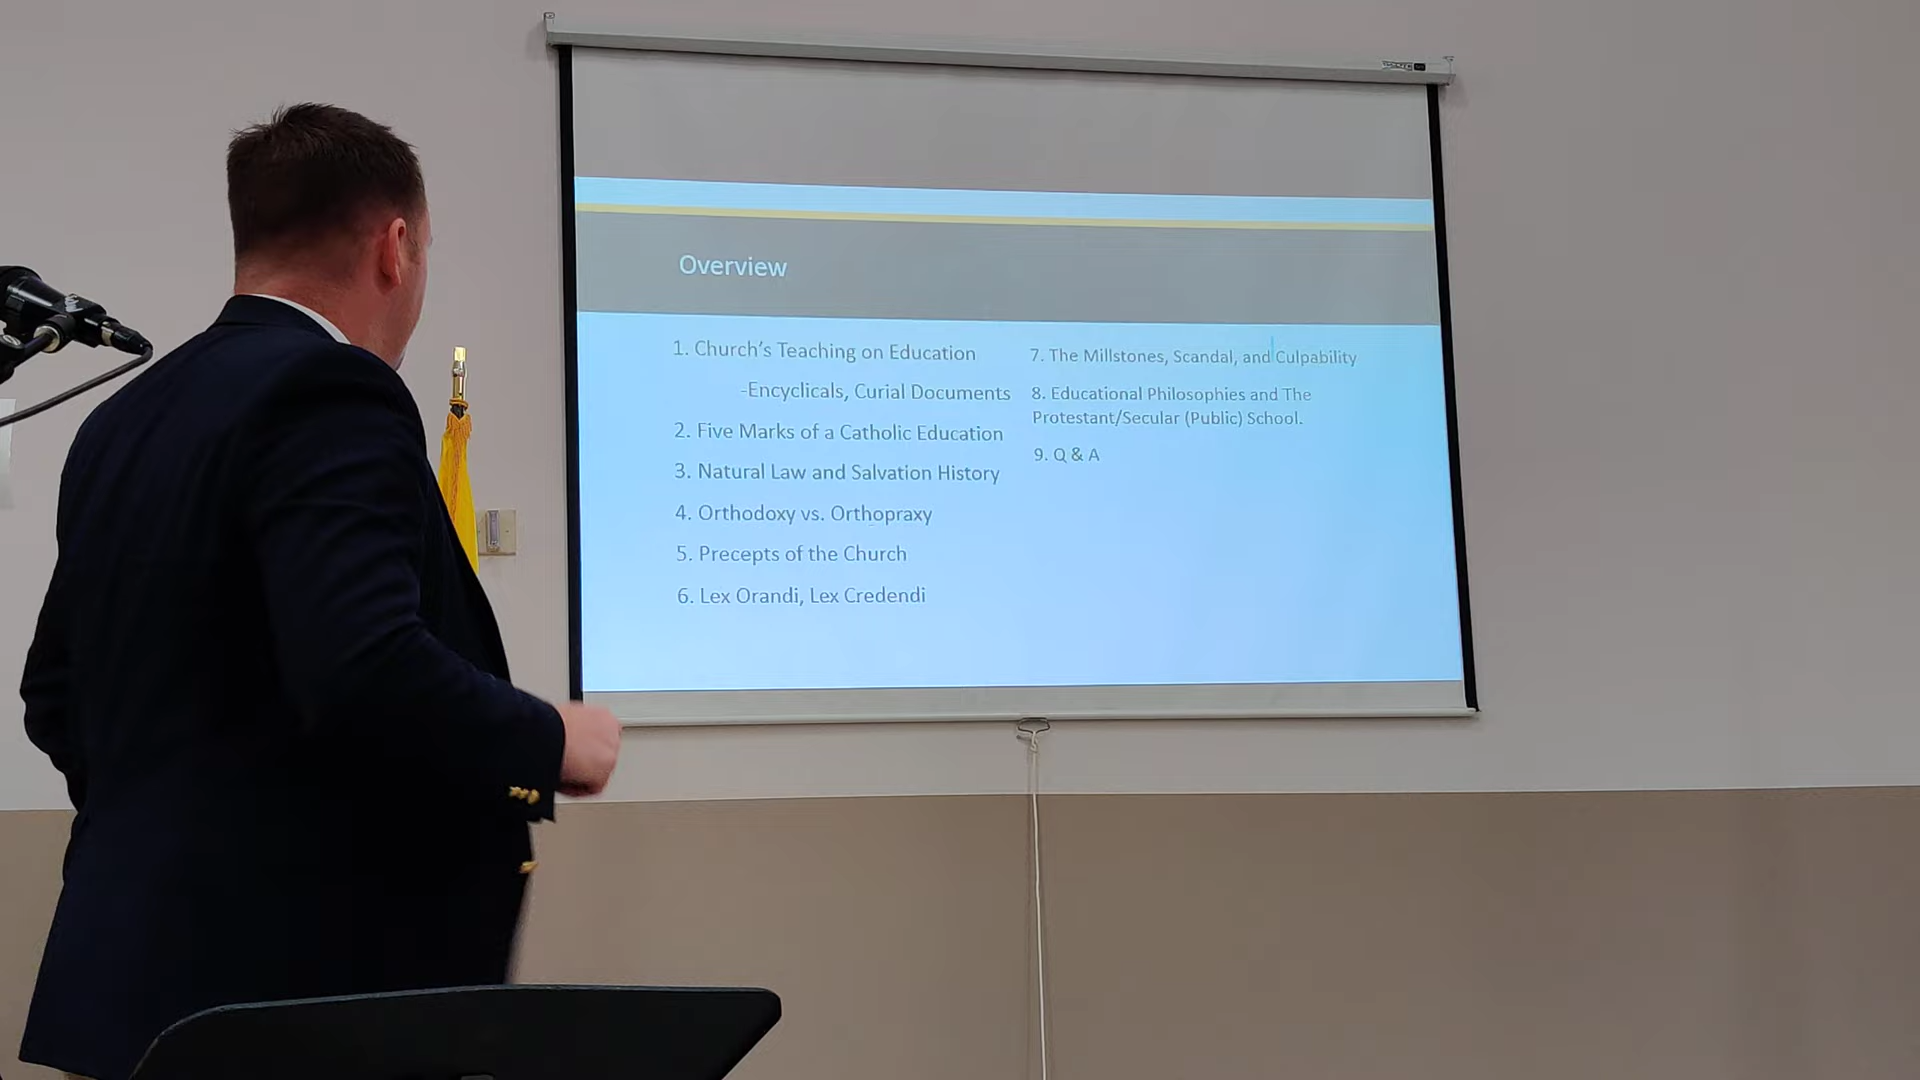 Overview
1. Church's Teaching on Education
-Encyclicals, Curial Documents
2. Five Marks of a Catholic Education
3. Natural Law and Salvation History
4. Orthodoxy vs. Orthopraxy
5. Precepts of the Church
6. Lex Orandi, Lex Credendi
7. The Millstones, Scandal, and Culpability
8. Educational Philosophies and The
Protestant/Secular (Public) School.
9. Q & A